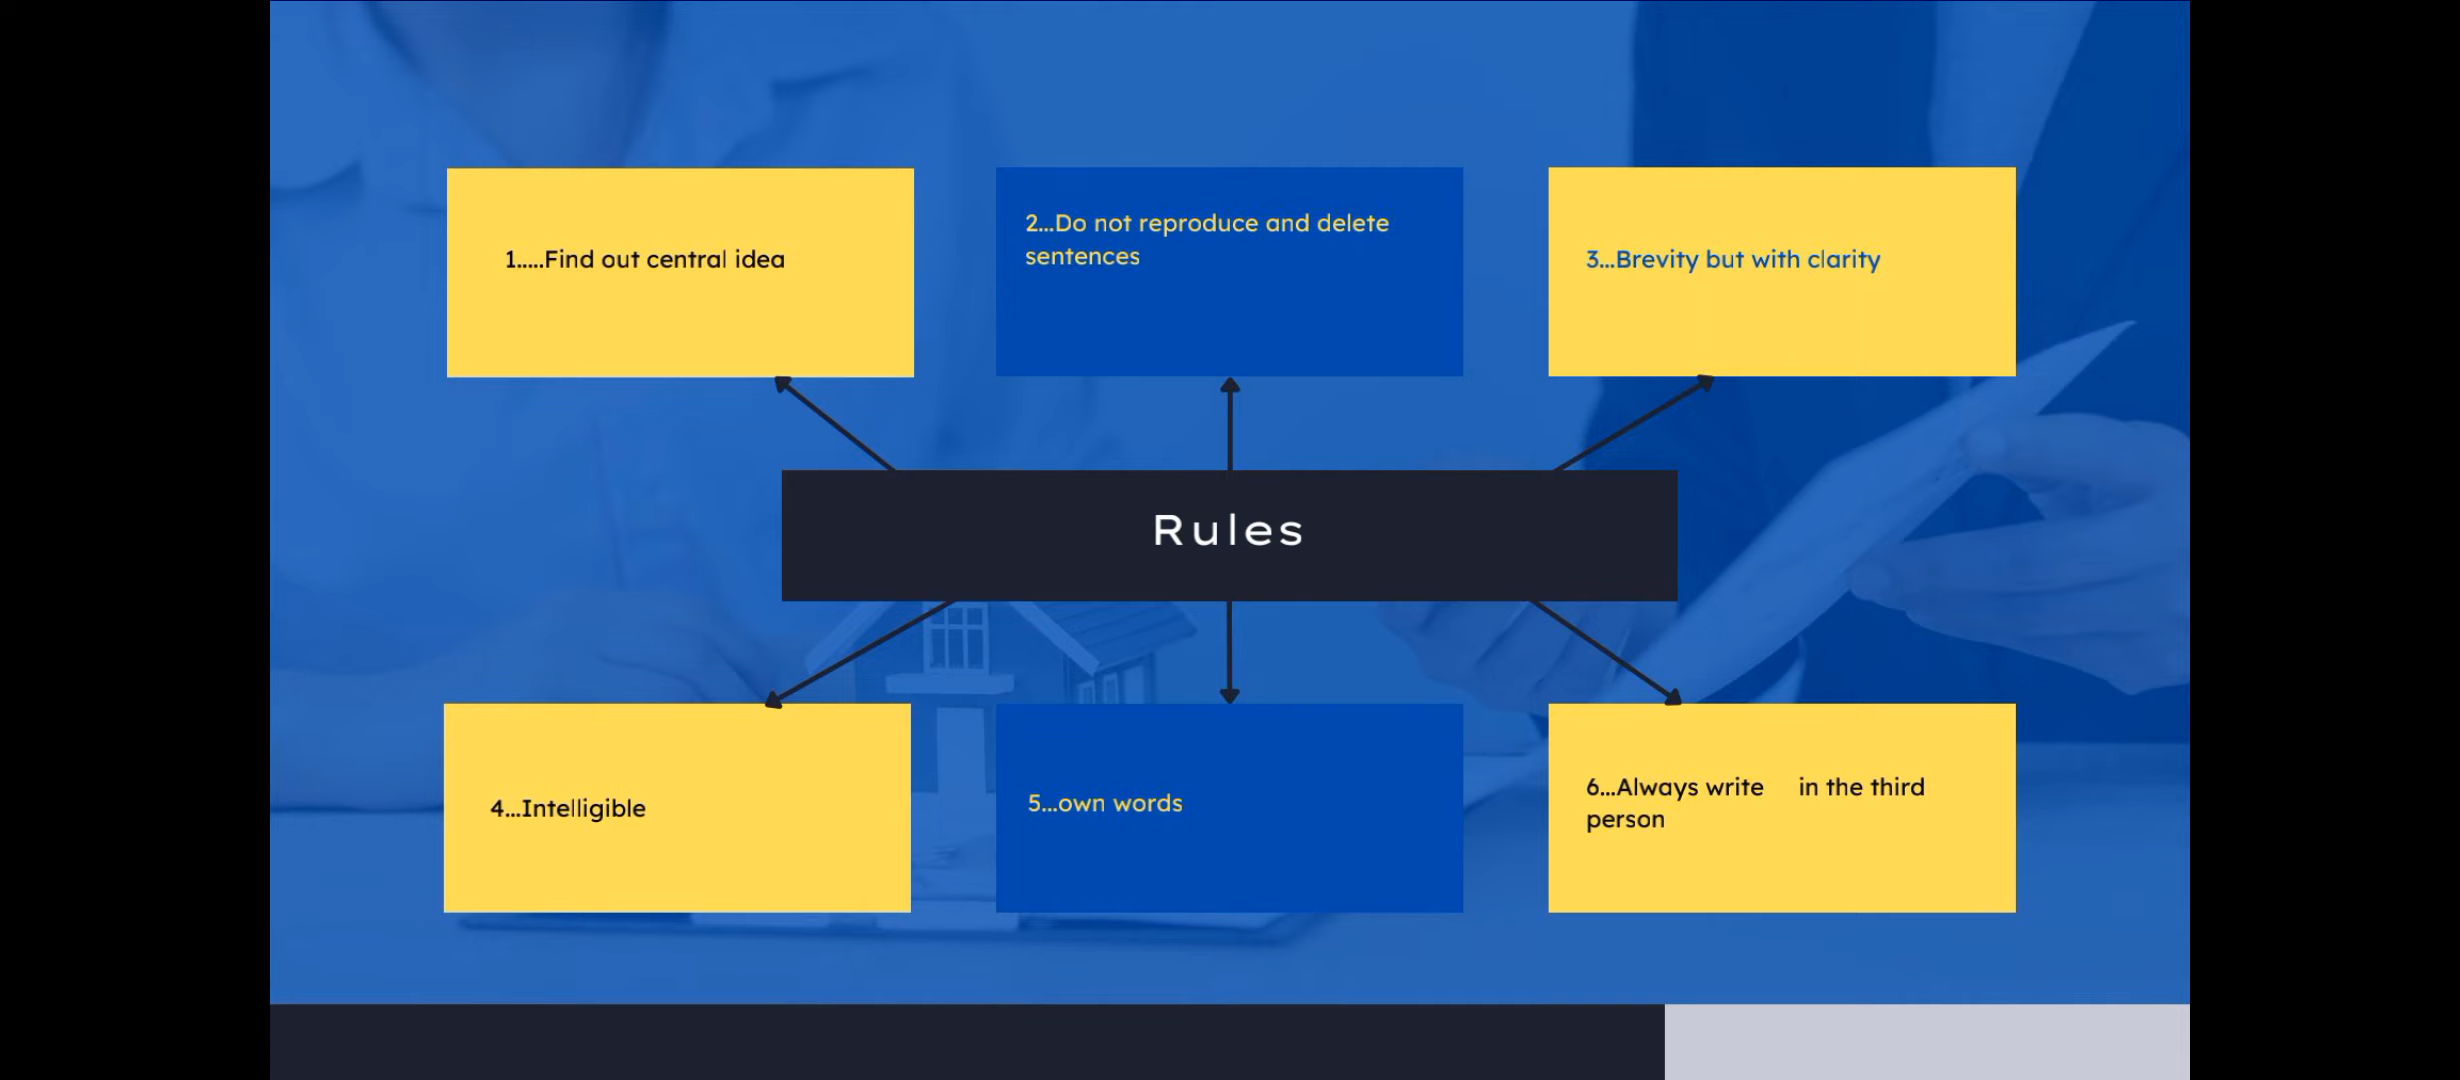 1.....Find out central idea
2...Do not reproduce and delete
sentences
3...Brevity but with clarity
Rules
4...Intelligible
5...own words
6...Always write in the third
person